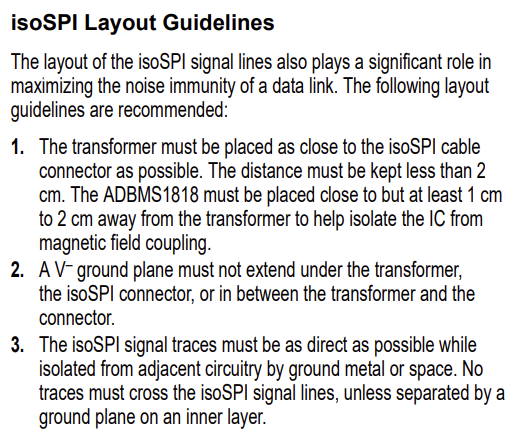 isoSPI Layout Guidelines
The layout of the isoSPI signal lines also plays a significant role in
maximizing the noise immunity of a data link. The following layout
guidelines are recommended:
1. The transformer must be placed as close to the isoSPI cable
connector as possible. The distance must be kept less than 2
cm. The ADBMS1818 must be placed close to but at least 1 cm
to 2 cm away from the transformer to help isolate the IC from
magnetic field coupling.
2. A V⁻ ground plane must not extend under the transformer,
the isoSPI connector, or in between the transformer and the
connector.
3. The isoSPI signal traces must be as direct as possible while
isolated from adjacent circuitry by ground metal or space. No
traces must cross the isoSPI signal lines, unless separated by a
ground plane on an inner layer.